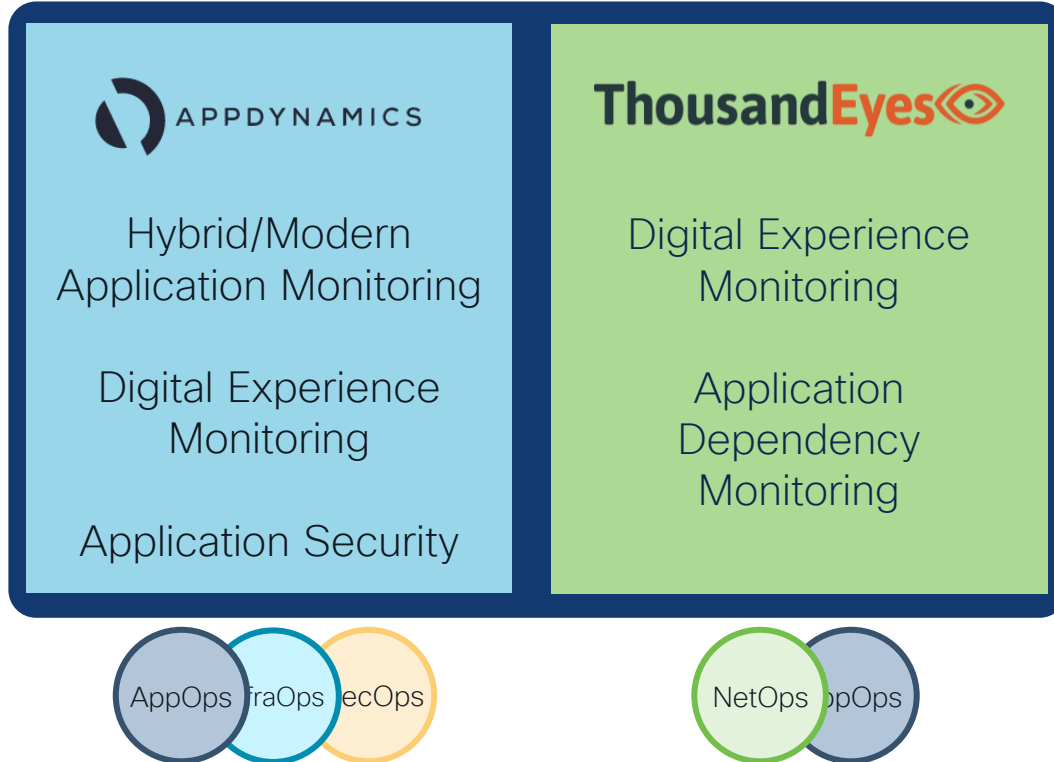 APPDYNAMICS
Hybrid/Modern
Application Monitoring
Digital Experience
Monitoring
Application Security
ThousandEyes
Digital Experience
Monitoring
Application
Dependency
Monitoring
AppOps
fraOps
ecOps
NetOps
ppOps